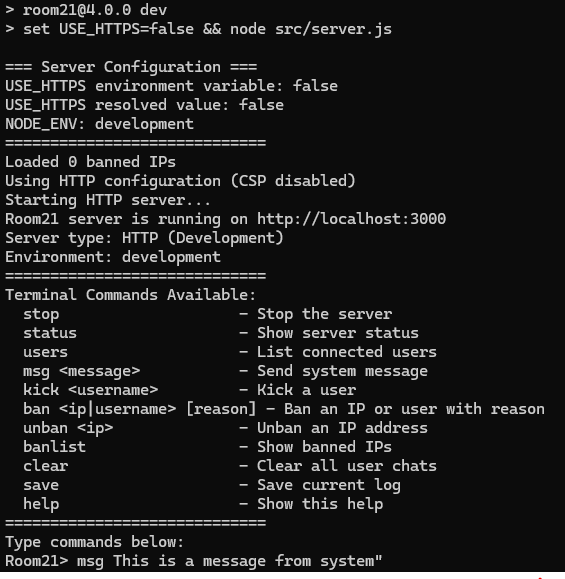 > room21@4.0.0 dev
> set USE_HTTPS=false && node src/server.js
=== Server Configuration ===
USE_HTTPS environment variable: false
USE_HTTPS resolved value: false
NODE_ENV: development
=============================
Loaded 0 banned IPs
Using HTTP configuration (CSP disabled)
Starting HTTP server...
Room21 server is running on http://localhost:3000
Server type: HTTP (Development)
Environment: development
=============================
Terminal Commands Available:
  stop                    - Stop the server
  status                  - Show server status
  users                   - List connected users
  msg <message>           - Send system message
  kick <username>         - Kick a user
  ban <ip|username> [reason] - Ban an IP or user with reason
  unban <ip>              - Unban an IP address
  banlist                 - Show banned IPs
  clear                   - Clear all user chats
  save                    - Save current log
  help                    - Show this help
=============================
Type commands below:
Room21> msg This is a message from system"